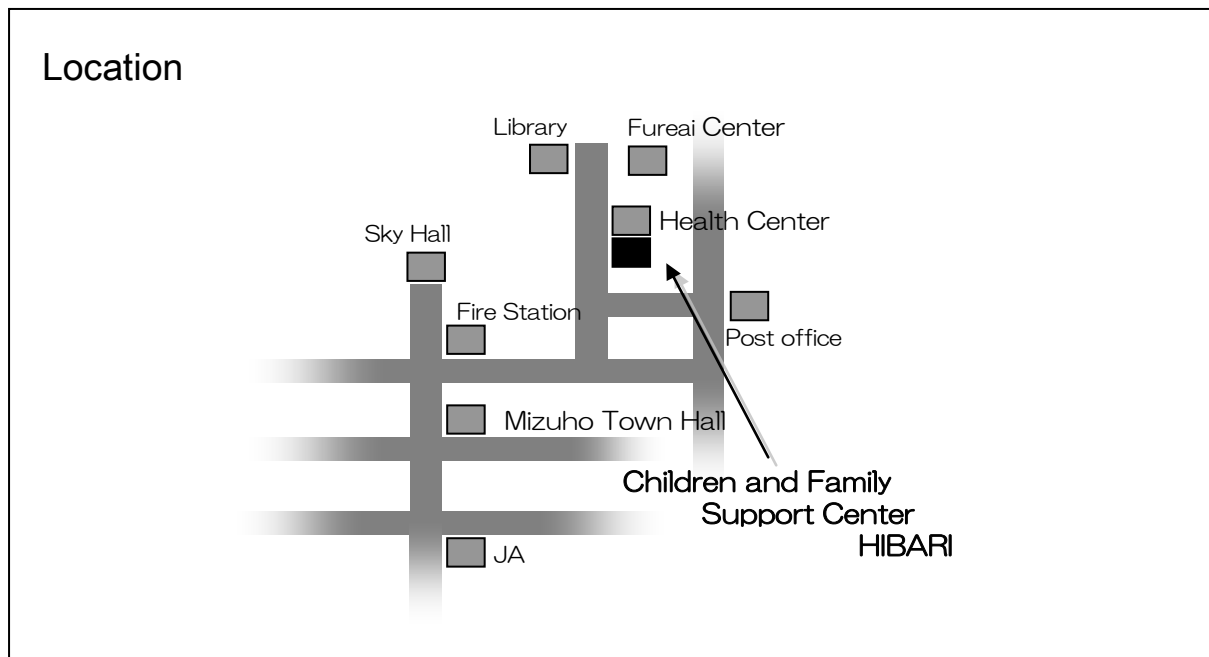 Location
Library
Fureai Center
Health Center
Sky Hall
Fire Station
Post office
Mizuho Town Hall
Children and Family
Support Center
HIBARI
JA